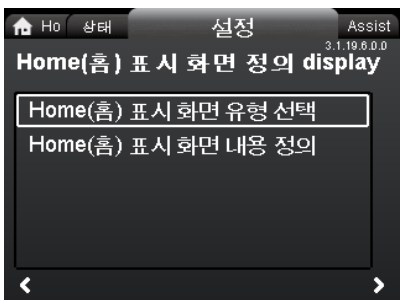 Ho 상태 설정 Assist
3.1.19.6.0.0
Home(홈) 표시 화면 정의 display
Home(홈) 표시 화면 유형 선택
Home(홈) 표시 화면 내용 정의